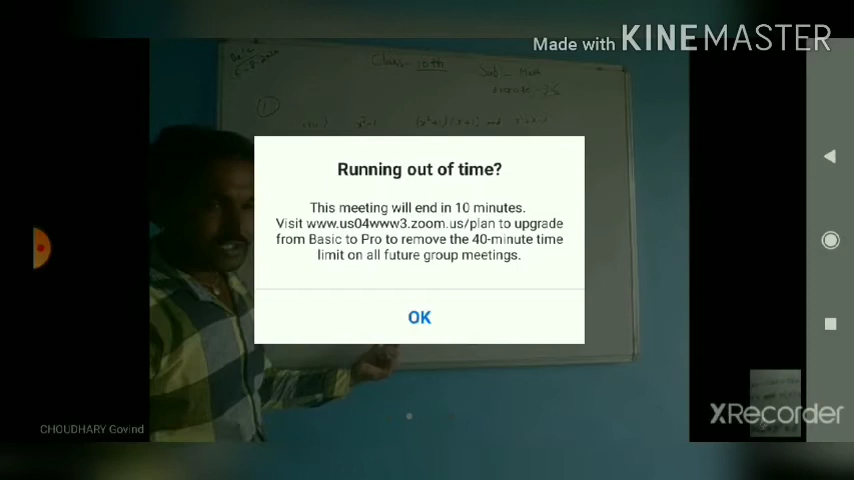 Made with KINEMASTER
Class - 10th
Sub - Math
Running out of time?
This meeting will end in 10 minutes.
Visit www.us04www3.zoom.us/plan to upgrade
from Basic to Pro to remove the 40-minute time
limit on all future group meetings.
OK
XRecorder
CHOUDHARY Govind